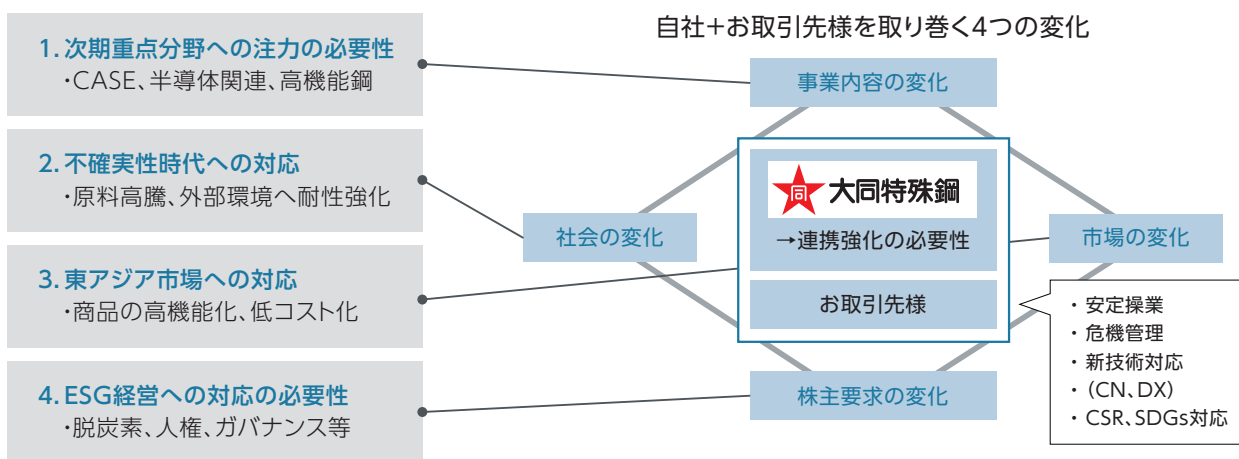 自社+お取引先様を取り巻く4つの変化
1. 次期重点分野への注力の必要性
・CASE、半導体関連、高機能鋼
2. 不確実性時代への対応
・原料高騰、外部環境へ耐性強化
3. 東アジア市場への対応
・商品の高機能化、低コスト化
4. ESG経営への対応の必要性
・脱炭素、人権、ガバナンス等
事業内容の変化
社会の変化
同 大同特殊鋼
→連携強化の必要性
お取引先様
市場の変化
株主要求の変化
・ 安定操業
・ 危機管理
・ 新技術対応
・ (CN、DX)
・ CSR、SDGs対応